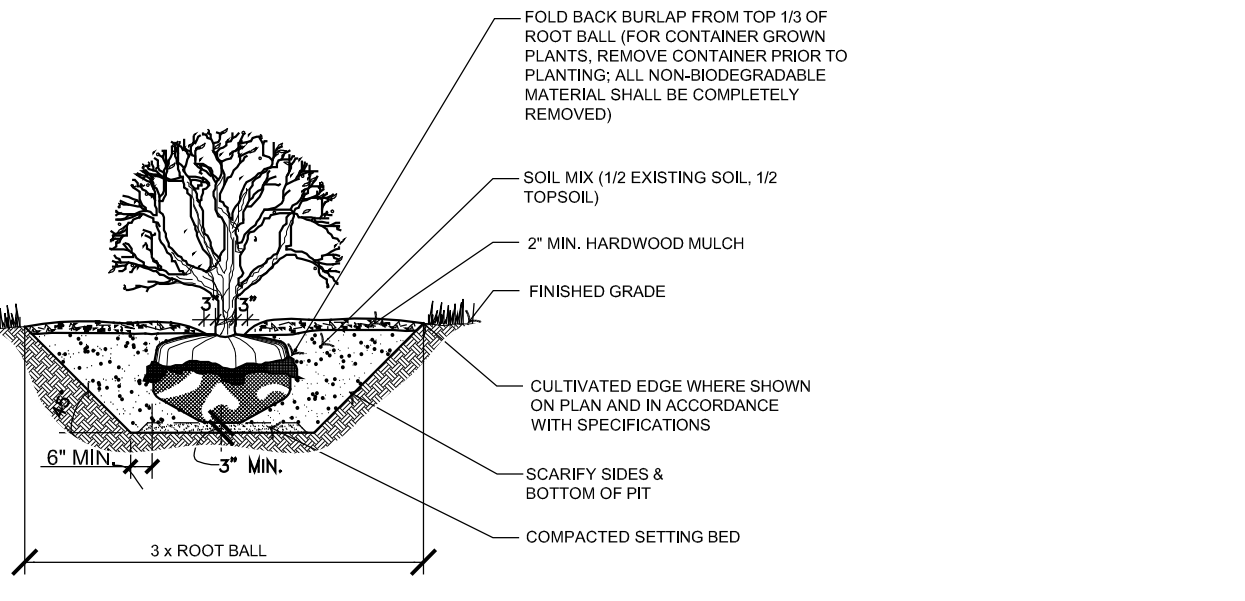 FOLD BACK BURLAP FROM TOP 1/3 OF
ROOT BALL (FOR CONTAINER GROWN
PLANTS, REMOVE CONTAINER PRIOR TO
PLANTING; ALL NON-BIODEGRADABLE
MATERIAL SHALL BE COMPLETELY
REMOVED)
SOIL MIX (1/2 EXISTING SOIL, 1/2
TOPSOIL)
2" MIN. HARDWOOD MULCH
FINISHED GRADE
3" 3"
CULTIVATED EDGE WHERE SHOWN
ON PLAN AND IN ACCORDANCE
WITH SPECIFICATIONS
45°
6" MIN.
3" MIN.
SCARIFY SIDES &
BOTTOM OF PIT
COMPACTED SETTING BED
3 x ROOT BALL